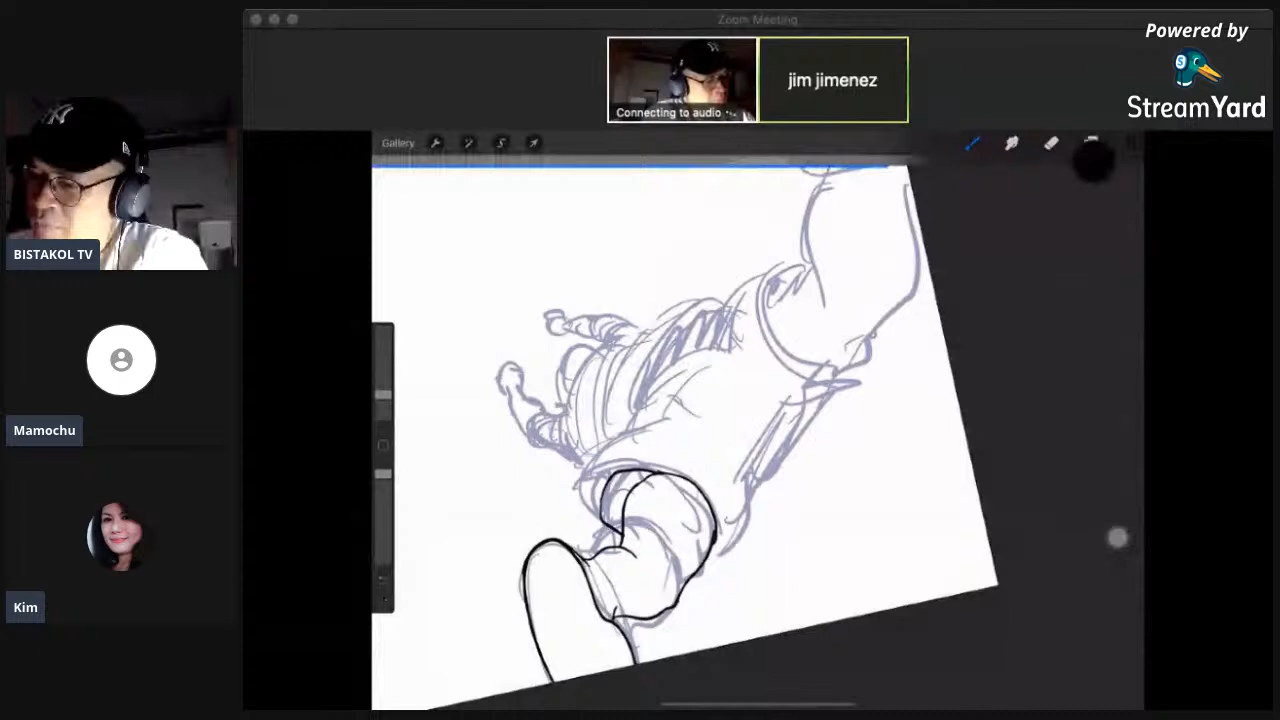 Zoom Meeting
Powered by
StreamYard
Connecting to audio ...
jim jimenez
Gallery
BISTAKOL TV
Mamochu
Kim